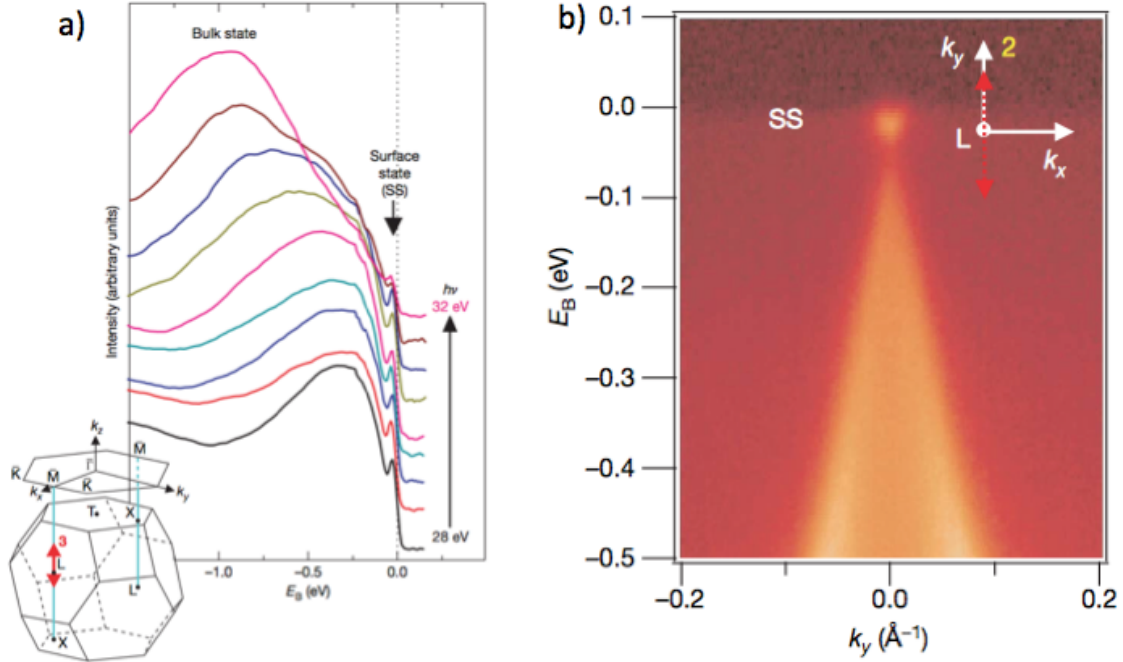 a)
Bulk state
Surface
state
(SS)
Intensity (arbitrary units)
hν
32 eV
28 eV
−1.0
−0.5
0.0
E_B (eV)
k_z
M̄
K̄
M̄
Γ̄
K̄
k_x
k_y
T
X
3
L
L
X
b)
0.1
0.0
−0.1
−0.2
−0.3
−0.4
−0.5
E_B (eV)
k_y
2
SS
L
k_x
−0.2
0.0
0.2
k_y (Å⁻¹)